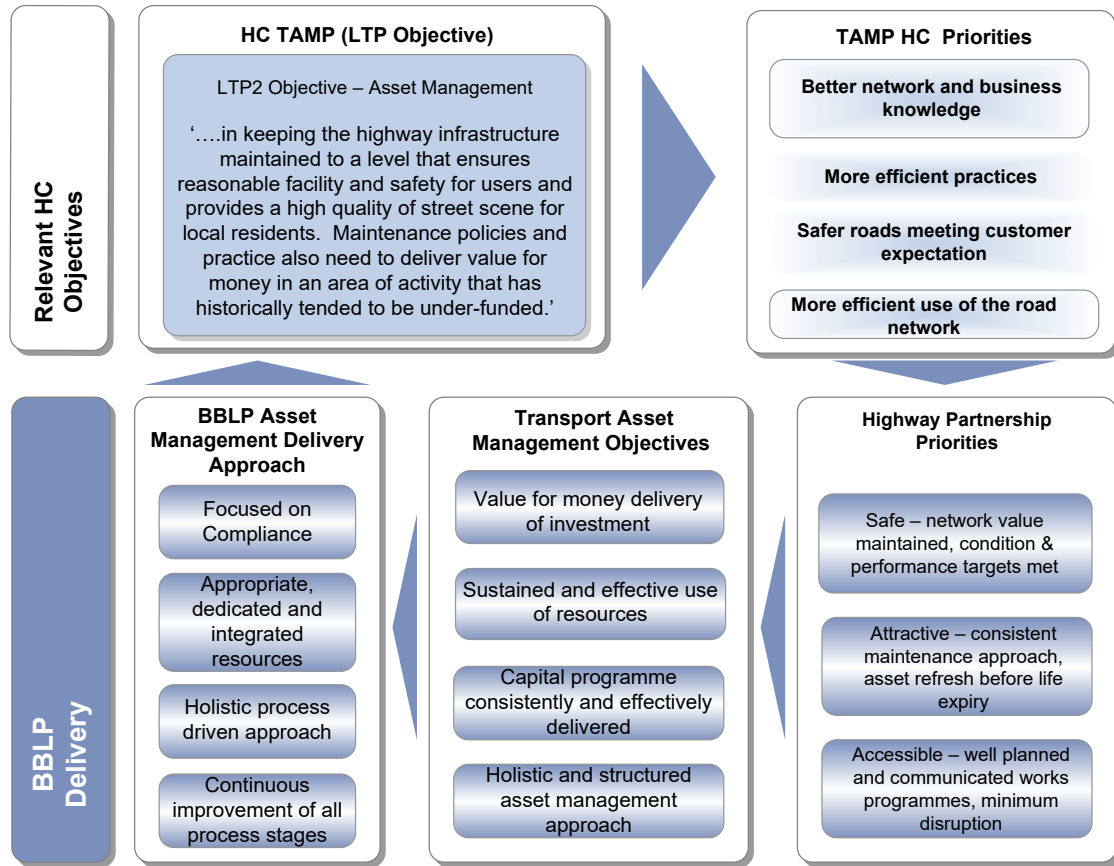 Relevant HC
Objectives
HC TAMP (LTP Objective)
LTP2 Objective – Asset Management
‘….in keeping the highway infrastructure
maintained to a level that ensures
reasonable facility and safety for users and
provides a high quality of street scene for
local residents.  Maintenance policies and
practice also need to deliver value for
money in an area of activity that has
historically tended to be under-funded.’
TAMP HC  Priorities
Better network and business
knowledge
More efficient practices
Safer roads meeting customer
expectation
More efficient use of the road
network
BBLP
Delivery
BBLP Asset
Management Delivery
Approach
Focused on
Compliance
Appropriate,
dedicated and
integrated
resources
Holistic process
driven approach
Continuous
improvement of all
process stages
Transport Asset
Management Objectives
Value for money delivery
of investment
Sustained and effective use
of resources
Capital programme
consistently and effectively
delivered
Holistic and structured
asset management
approach
Highway Partnership
Priorities
Safe – network value
maintained, condition &
performance targets met
Attractive – consistent
maintenance approach,
asset refresh before life
expiry
Accessible – well planned
and communicated works
programmes, minimum
disruption